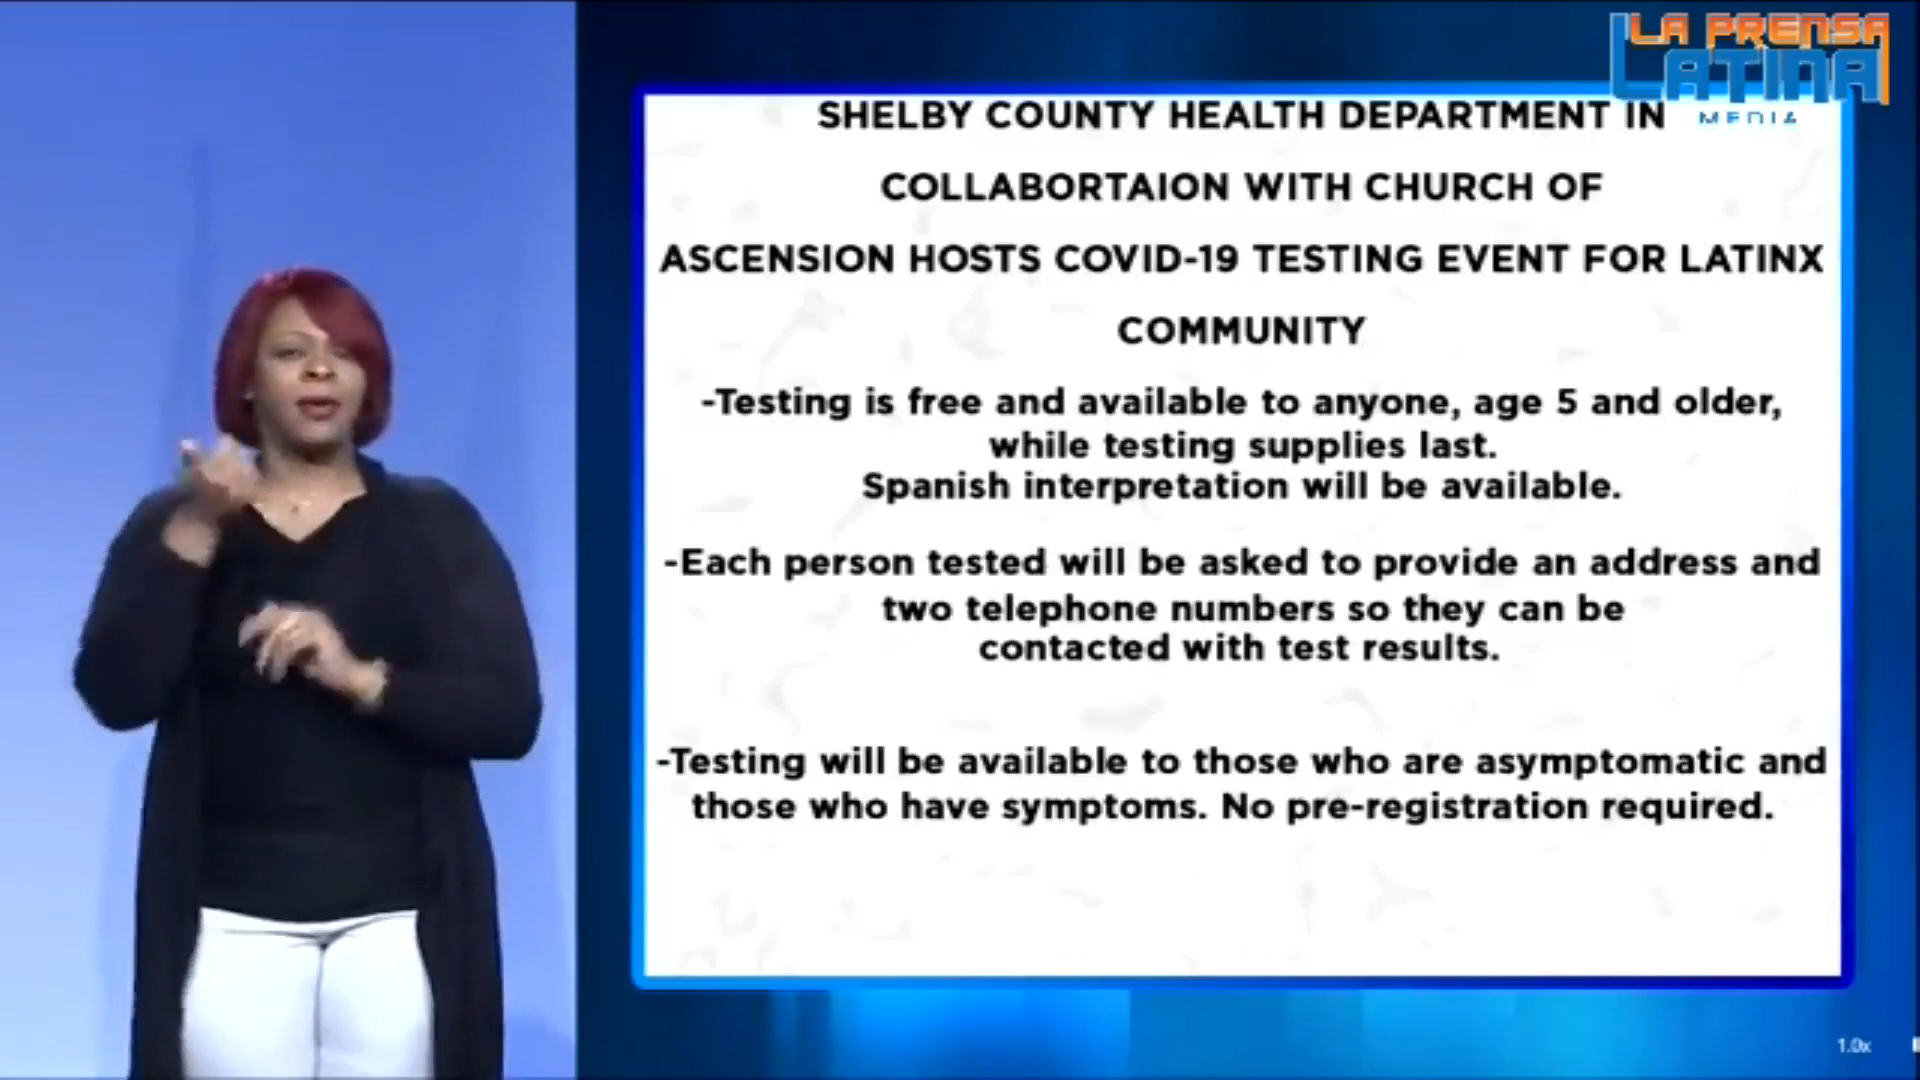 LA PRENSA
LATINA
MEDIA
SHELBY COUNTY HEALTH DEPARTMENT IN
COLLABORTAION WITH CHURCH OF
ASCENSION HOSTS COVID-19 TESTING EVENT FOR LATINX
COMMUNITY
-Testing is free and available to anyone, age 5 and older,
while testing supplies last.
Spanish interpretation will be available.
-Each person tested will be asked to provide an address and
two telephone numbers so they can be
contacted with test results.
-Testing will be available to those who are asymptomatic and
those who have symptoms. No pre-registration required.
1.0x